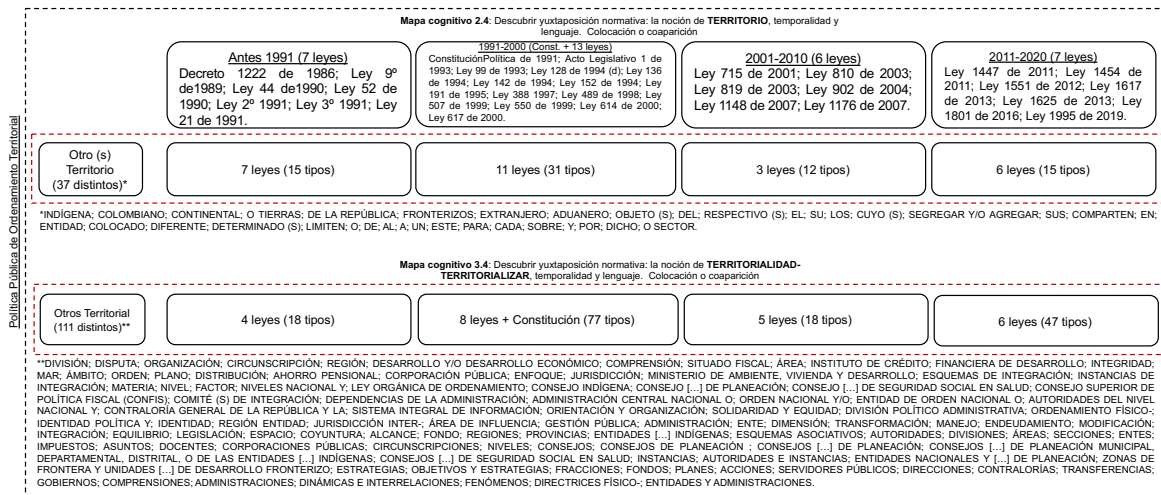 Mapa cognitivo 2.4: Descubrir yuxtaposición normativa: la noción de TERRITORIO, temporalidad y
lenguaje. Colocación o coaparición
Política Pública de Ordenamiento Territorial
Antes 1991 (7 leyes)
Decreto 1222 de 1986; Ley 9º
de1989; Ley 44 de1990; Ley 52 de
1990; Ley 2º 1991; Ley 3º 1991; Ley
21 de 1991.
1991-2000 (Const. + 13 leyes)
ConstituciónPolítica de 1991; Acto Legislativo 1 de
1993; Ley 99 de 1993; Ley 128 de 1994 (d); Ley 136
de 1994; Ley 142 de 1994; Ley 152 de 1994; Ley
191 de 1995; Ley 388 1997; Ley 489 de 1998; Ley
507 de 1999; Ley 550 de 1999; Ley 614 de 2000;
Ley 617 de 2000.
2001-2010 (6 leyes)
Ley 715 de 2001; Ley 810 de 2003;
Ley 819 de 2003; Ley 902 de 2004;
Ley 1148 de 2007; Ley 1176 de 2007.
2011-2020 (7 leyes)
Ley 1447 de 2011; Ley 1454 de
2011; Ley 1551 de 2012; Ley 1617
de 2013; Ley 1625 de 2013; Ley
1801 de 2016; Ley 1995 de 2019.
Otro (s)
Territorio
(37 distintos)*
7 leyes (15 tipos)
11 leyes (31 tipos)
3 leyes (12 tipos)
6 leyes (15 tipos)
*INDÍGENA; COLOMBIANO; CONTINENTAL; O TIERRAS; DE LA REPÚBLICA; FRONTERIZOS; EXTRANJERO; ADUANERO; OBJETO (S); DEL; RESPECTIVO (S); EL; SU; LOS; CUYO (S); SEGREGAR Y/O AGREGAR; SUS; COMPARTEN; EN;
ENTIDAD; COLOCADO; DIFERENTE; DETERMINADO (S); LIMITEN; O; DE; AL; A; UN; ESTE; PARA; CADA; SOBRE; Y; POR; DICHO; O SECTOR.
Mapa cognitivo 3.4: Descubrir yuxtaposición normativa: la noción de TERRITORIALIDAD-
TERRITORIALIZAR, temporalidad y lenguaje. Colocación o coaparición
Otros Territorial
(111 distintos)**
4 leyes (18 tipos)
8 leyes + Constitución (77 tipos)
5 leyes (18 tipos)
6 leyes (47 tipos)
**DIVISIÓN; DISPUTA; ORGANIZACIÓN; CIRCUNSCRIPCIÓN; REGIÓN; DESARROLLO Y/O DESARROLLO ECONÓMICO; COMPRENSIÓN; SITUADO FISCAL; ÁREA; INSTITUTO DE CRÉDITO; FINANCIERA DE DESARROLLO; INTEGRIDAD;
MAR; ÁMBITO; ORDEN; PLANO; DISTRIBUCIÓN; AHORRO PENSIONAL; CORPORACIÓN PÚBLICA; ENFOQUE; JURISDICCIÓN; MINISTERIO DE AMBIENTE, VIVIENDA Y DESARROLLO; ESQUEMAS DE INTEGRACIÓN; INSTANCIAS DE
INTEGRACIÓN; MATERIA; NIVEL; FACTOR; NIVELES NACIONAL Y; LEY ORGÁNICA DE ORDENAMIENTO; CONSEJO INDÍGENA; CONSEJO [...] DE PLANEACIÓN; CONSEJO [...] DE SEGURIDAD SOCIAL EN SALUD; CONSEJO SUPERIOR DE
POLÍTICA FISCAL (CONFIS); COMITÉ (S) DE INTEGRACIÓN; DEPENDENCIAS DE LA ADMINISTRACIÓN; ADMINISTRACIÓN CENTRAL NACIONAL O; ORDEN NACIONAL Y/O; ENTIDAD DE ORDEN NACIONAL O; AUTORIDADES DEL NIVEL
NACIONAL Y; CONTRALORÍA GENERAL DE LA REPÚBLICA Y LA; SISTEMA INTEGRAL DE INFORMACIÓN; ORIENTACIÓN Y ORGANIZACIÓN; SOLIDARIDAD Y EQUIDAD; DIVISIÓN POLÍTICO ADMINISTRATIVA; ORDENAMIENTO FÍSICO-;
IDENTIDAD POLÍTICA Y; IDENTIDAD; REGIÓN ENTIDAD; JURISDICCIÓN INTER-; ÁREA DE INFLUENCIA; GESTIÓN PÚBLICA; ADMINISTRACIÓN; ENTE; DIMENSIÓN; TRANSFORMACIÓN; MANEJO; ENDEUDAMIENTO; MODIFICACIÓN;
INTEGRACIÓN; EQUILIBRIO; LEGISLACIÓN; ESPACIO; COYUNTURA; ALCANCE; FONDO; REGIONES; PROVINCIAS; ENTIDADES [...] INDÍGENAS; ESQUEMAS ASOCIATIVOS; AUTORIDADES; DIVISIONES; ÁREAS; SECCIONES; ENTES;
IMPUESTOS; ASUNTOS; DOCENTES; CORPORACIONES PÚBLICAS; CIRCUNSCRIPCIONES; NIVELES; CONSEJOS; CONSEJOS DE PLANEACIÓN ; CONSEJOS [...] DE PLANEACIÓN; CONSEJOS [...] DE PLANEACIÓN MUNICIPAL,
DEPARTAMENTAL, DISTRITAL, O DE LAS ENTIDADES [...] INDÍGENAS; CONSEJOS [...] DE SEGURIDAD SOCIAL EN SALUD; INSTANCIAS; AUTORIDADES E INSTANCIAS; ENTIDADES NACIONALES Y [...] DE PLANEACIÓN; ZONAS DE
FRONTERA Y UNIDADES [...] DE DESARROLLO FRONTERIZO; ESTRATEGIAS; OBJETIVOS Y ESTRATEGIAS; FRACCIONES; FONDOS; PLANES; ACCIONES; SERVIDORES PÚBLICOS; DIRECCIONES; CONTRALORÍAS; TRANSFERENCIAS;
GOBIERNOS; COMPRENSIONES; ADMINISTRACIONES; DINÁMICAS E INTERRELACIONES; FENÓMENOS; DIRECTRICES FÍSICO-; ENTIDADES Y ADMINISTRACIONES.